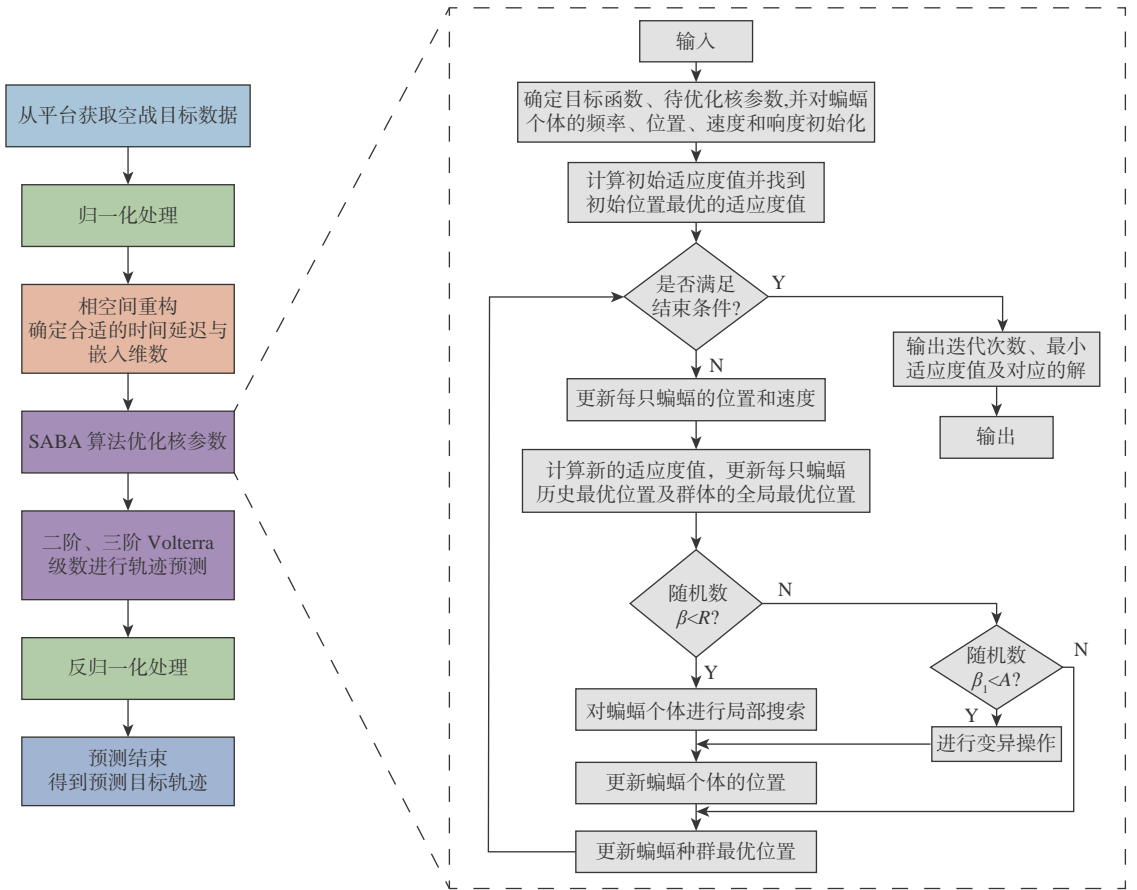 从平台获取空战目标数据
归一化处理
相空间重构
确定合适的时间延迟与
嵌入维数
SABA 算法优化核参数
二阶、三阶 Volterra
级数进行轨迹预测
反归一化处理
预测结束
得到预测目标轨迹
输入
确定目标函数、待优化核参数,并对蝙蝠
个体的频率、位置、速度和响度初始化
计算初始适应度值并找到
初始位置最优的适应度值
是否满足
结束条件?
Y
N
输出迭代次数、最小
适应度值及对应的解
输出
更新每只蝙蝠的位置和速度
计算新的适应度值，更新每只蝙蝠
历史最优位置及群体的全局最优位置
随机数
β<R?
N
Y
随机数
β₁<A?
N
Y
对蝙蝠个体进行局部搜索
进行变异操作
更新蝙蝠个体的位置
更新蝙蝠种群最优位置